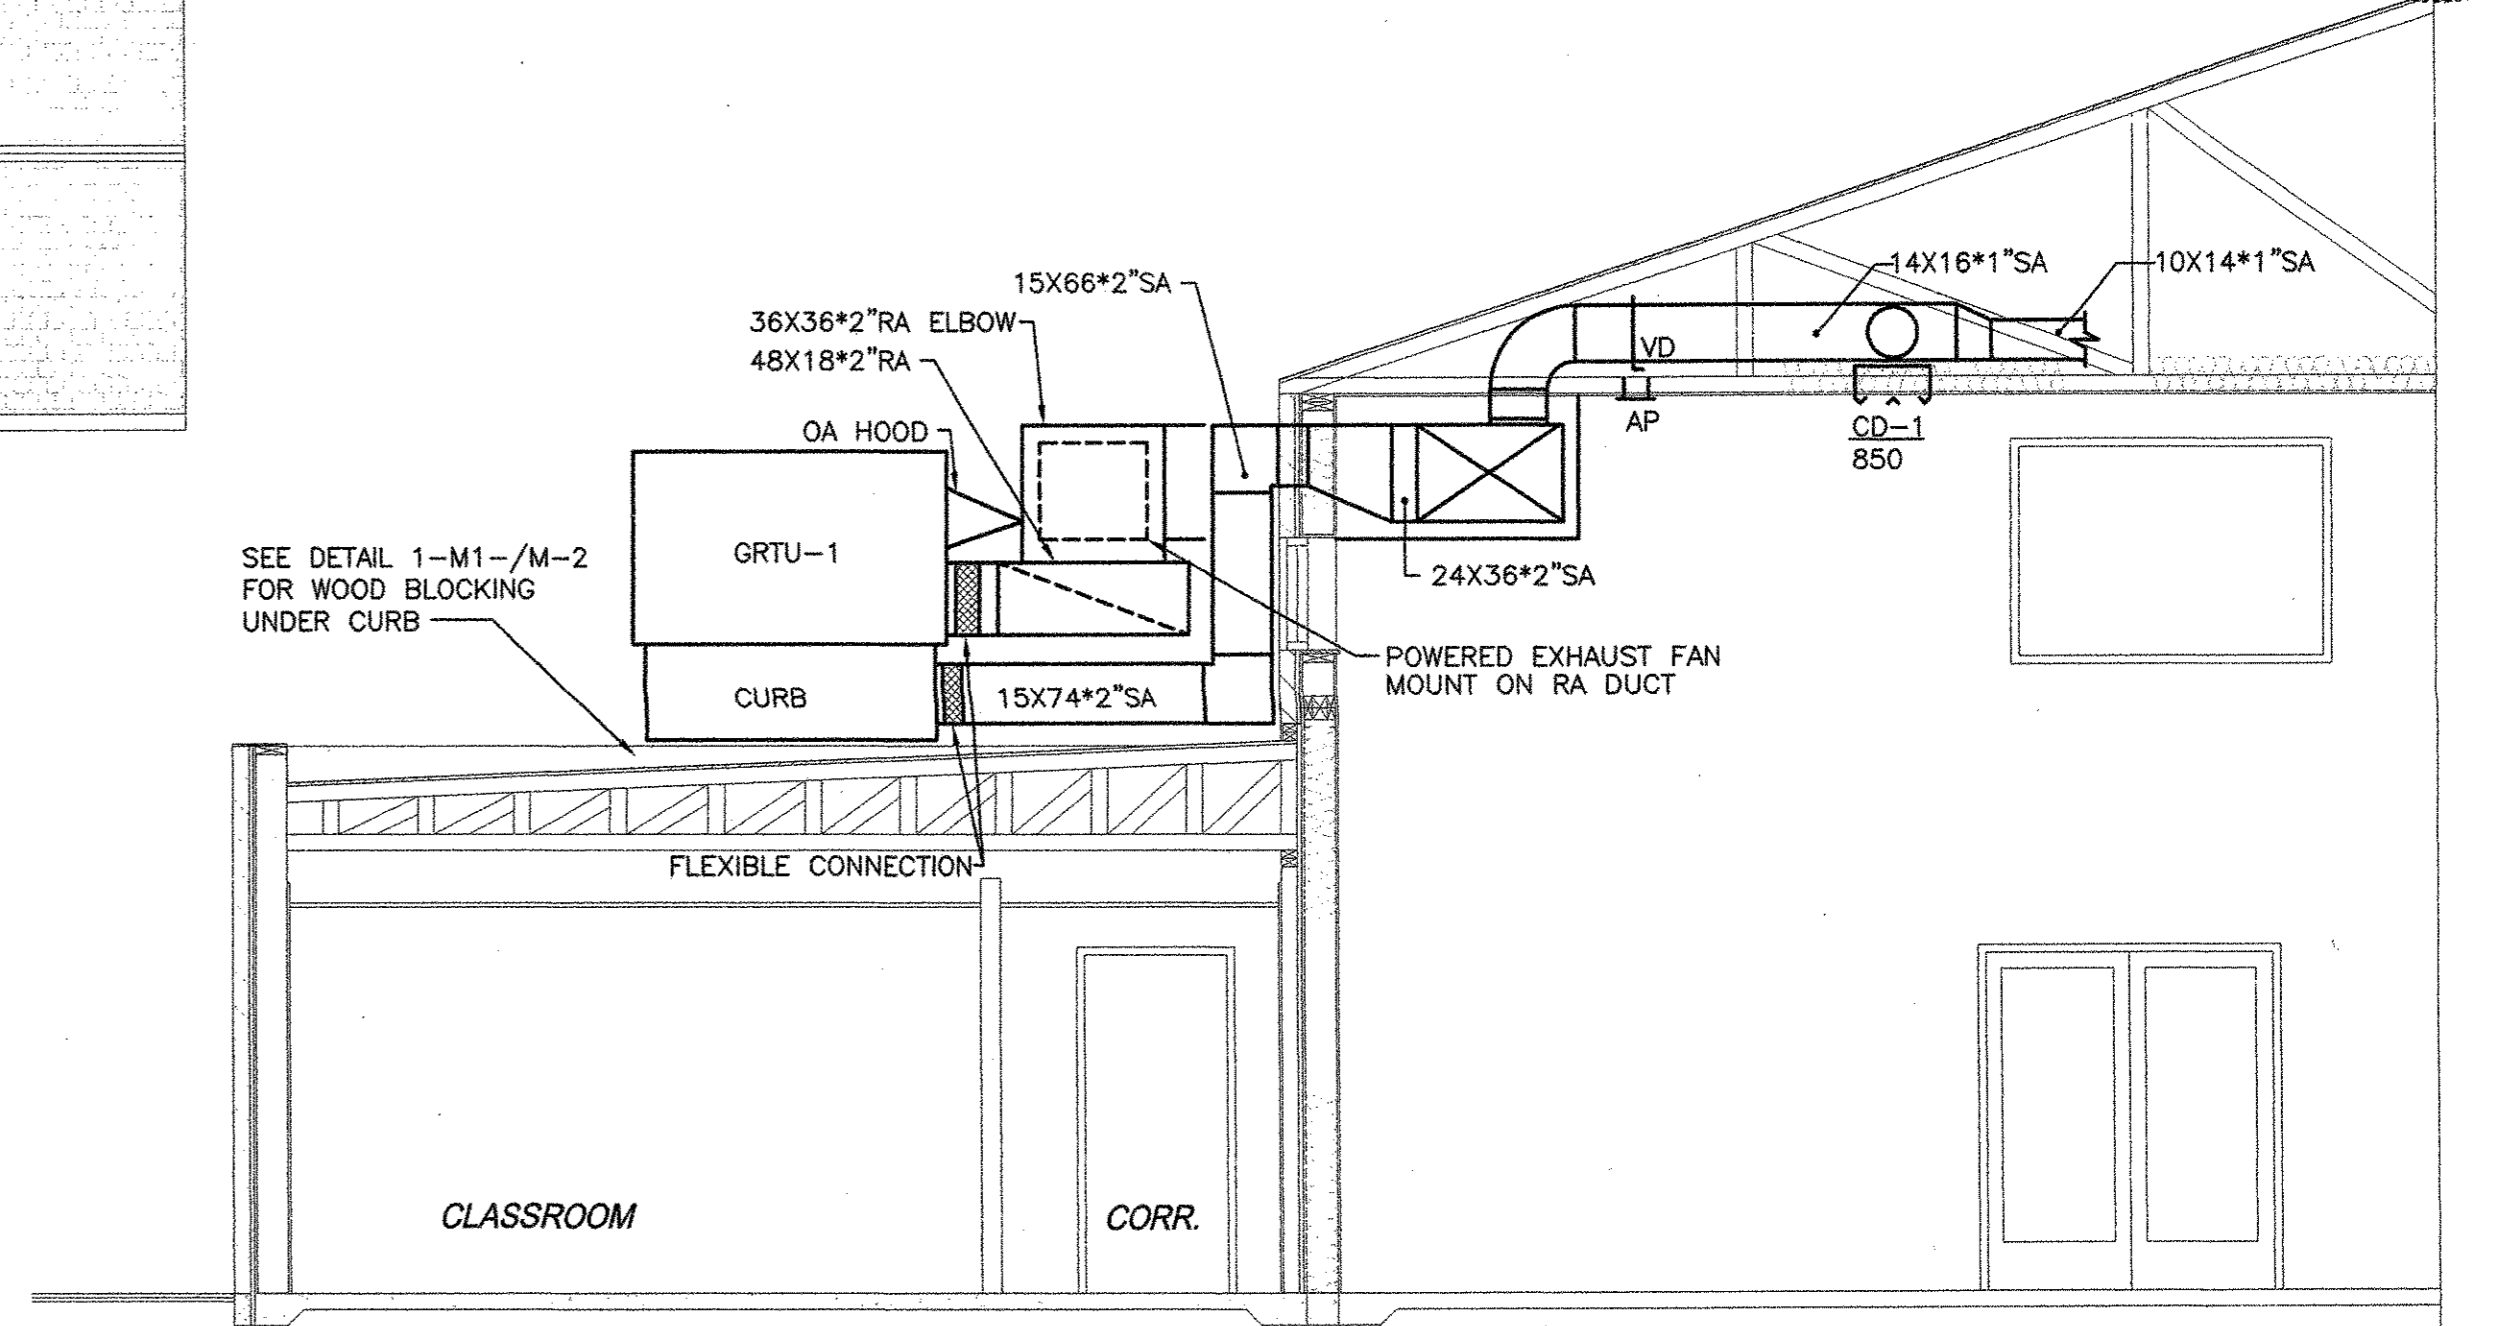 14X16*1"SA
10X14*1"SA
15X66*2"SA
36X36*2"RA ELBOW
48X18*2"RA
VD
AP
CD-1
850
OA HOOD
GRTU-1
SEE DETAIL 1-M1-/M-2
FOR WOOD BLOCKING
UNDER CURB
24X36*2"SA
POWERED EXHAUST FAN
MOUNT ON RA DUCT
CURB
15X74*2"SA
FLEXIBLE CONNECTION
CLASSROOM
CORR.